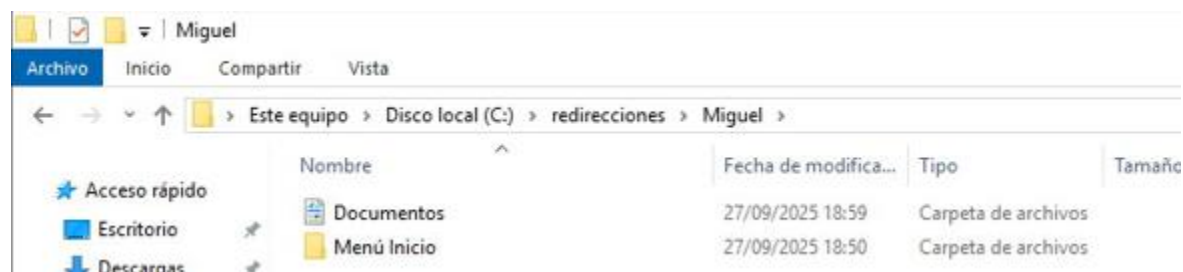 Miguel
Archivo Inicio Compartir Vista
Este equipo > Disco local (C:) > redirecciones > Miguel >
Nombre Fecha de modifica... Tipo Tamaño
Acceso rápido
Escritorio
Descargas
Documentos 27/09/2025 18:59 Carpeta de archivos
Menú Inicio 27/09/2025 18:50 Carpeta de archivos